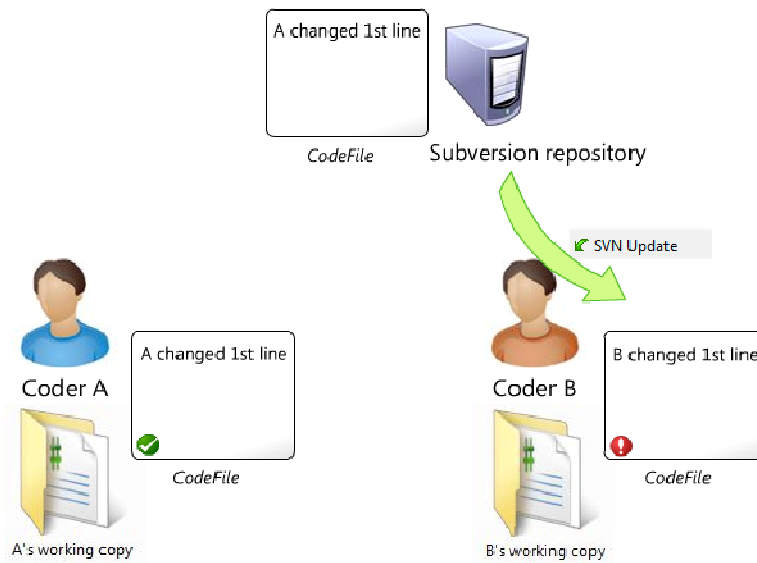 A changed 1st line
CodeFile
Subversion repository
SVN Update
A changed 1st line
Coder A
CodeFile
A's working copy
B changed 1st line
Coder B
CodeFile
B's working copy